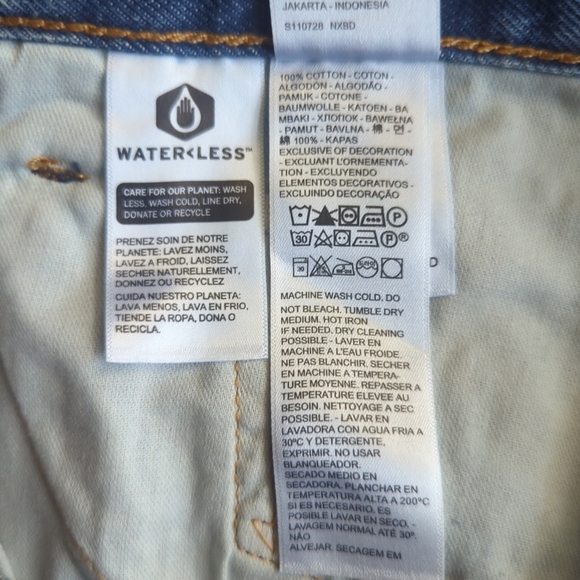 JAKARTA - INDONESIA
S110728 NXBD
WATER<LESS™
CARE FOR OUR PLANET: WASH
LESS, WASH COLD, LINE DRY,
DONATE OR RECYCLE
PRENEZ SOIN DE NOTRE
PLANETE: LAVEZ MOINS,
LAVEZ A FROID, LAISSEZ
SECHER NATURELLEMENT,
DONNEZ OU RECYCLEZ
CUIDA NUESTRO PLANETA:
LAVA MENOS, LAVA EN FRIO,
TIENDE LA ROPA, DONA O
RECICLA.
100% COTTON - COTON -
ALGODÓN - ALGODÃO -
PAMUK - COTONE -
BAUMWOLLE - KATOEN - BA
MBAKI - ХЛОПОК - BAWEŁNA
- PAMUT - BAVLNA - 棉 - 면 -
綿 100% - KAPAS
EXCLUSIVE OF DECORATION
- EXCLUANT L'ORNEMENTA-
TION - EXCLUYENDO
ELEMENTOS DECORATIVOS -
EXCLUINDO DECORAÇÃO
P
30 P®
30
D
MACHINE WASH COLD. DO
NOT BLEACH. TUMBLE DRY
MEDIUM. HOT IRON
IF NEEDED. DRY CLEANING
POSSIBLE - LAVER EN
MACHINE A L'EAU FROIDE.
NE PAS BLANCHIR. SECHER
EN MACHINE A TEMPERA-
TURE MOYENNE. REPASSER A
TEMPERATURE ELEVEE AU
BESOIN. NETTOYAGE A SEC
POSSIBLE. - LAVAR EN
LAVADORA CON AGUA FRIA A
30ºC Y DETERGENTE,
EXPRIMIR. NO USAR
BLANQUEADOR.
SECADO MEDIO EN
SECADORA. PLANCHAR EN
TEMPERATURA ALTA A 200ºC
SI ES NECESARIO, ES
POSIBLE LAVAR EN SECO. -
LAVAGEM NORMAL ATÉ 30º.
NÃO
ALVEJAR. SECAGEM EM